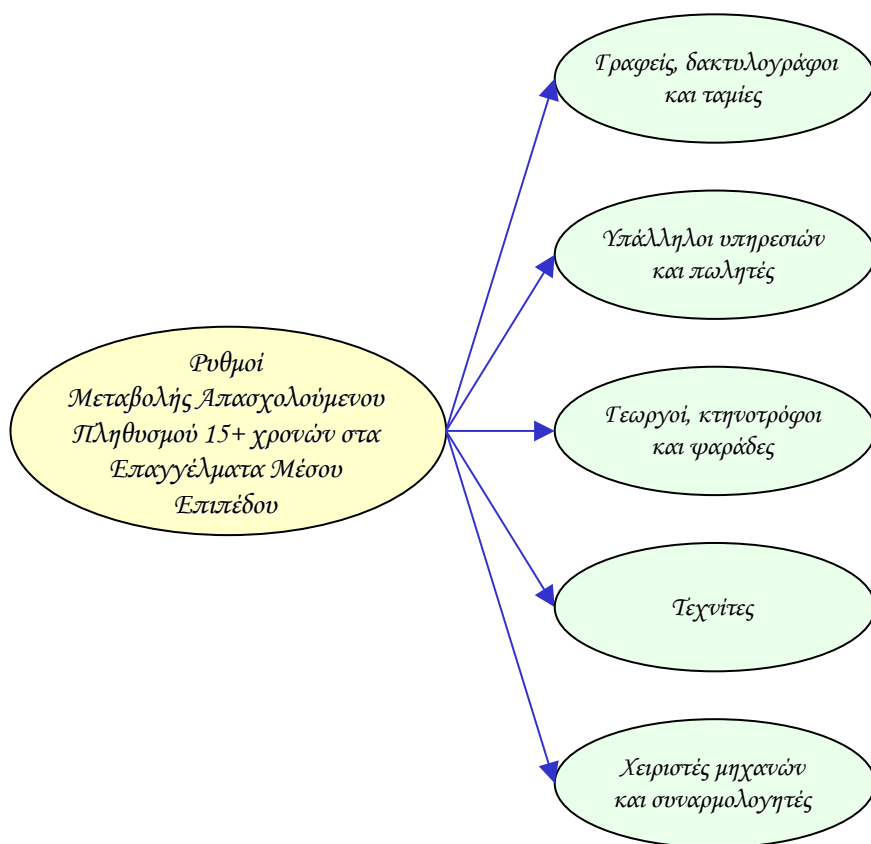 Γραφείς, δακτυλογράφοι
και ταμίες
Υπάλληλοι υπηρεσιών
και πωλητές
Ρυθμοί
Μεταβολής Απασχολούμενου
Πληθυσμού 15+ χρονών στα
Επαγγέλματα Μέσου
Επιπέδου
Γεωργοί, κτηνοτρόφοι
και ψαράδες
Τεχνίτες
Χειριστές μηχανών
και συναρμολογητές